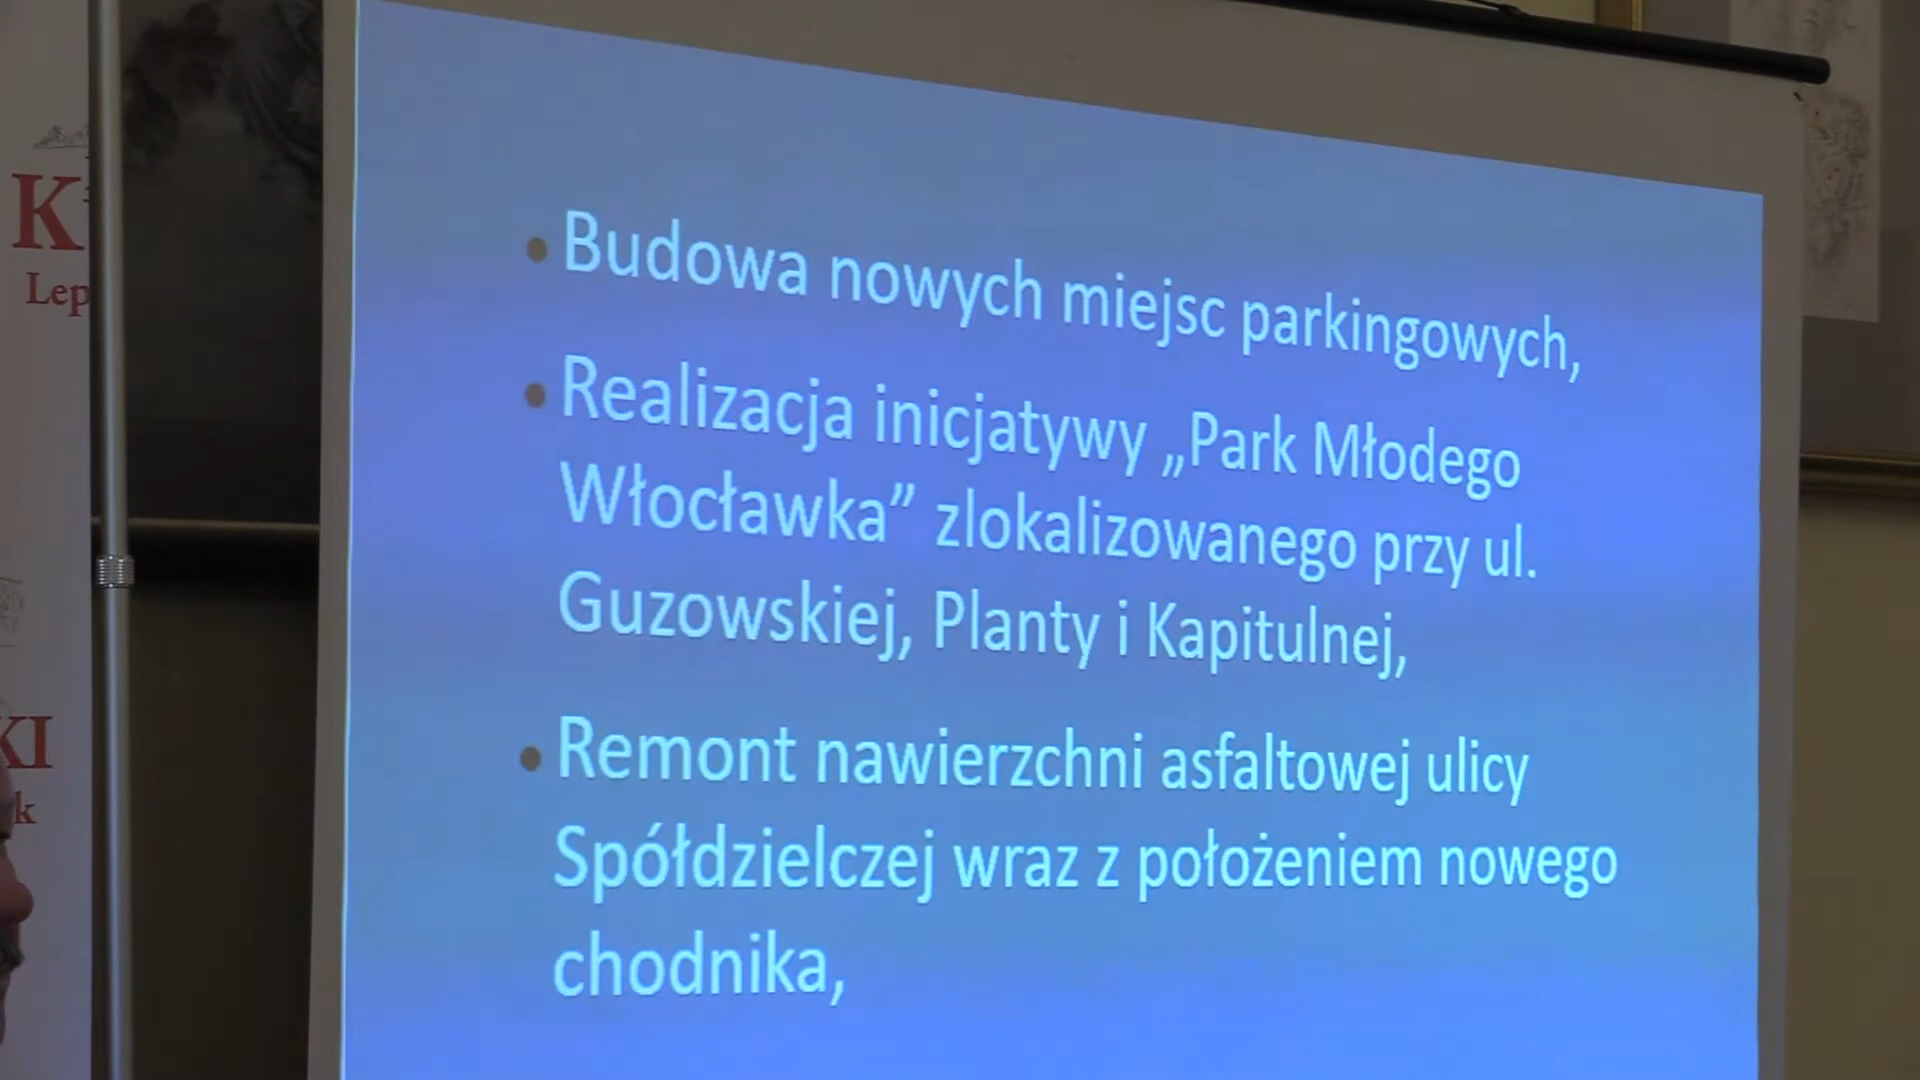 Budowa nowych miejsc parkingowych,
Realizacja inicjatywy „Park Młodego
Włocławka” zlokalizowanego przy ul.
Guzowskiej, Planty i Kapitulnej,
Remont nawierzchni asfaltowej ulicy
Spółdzielczej wraz z położeniem nowego
chodnika,